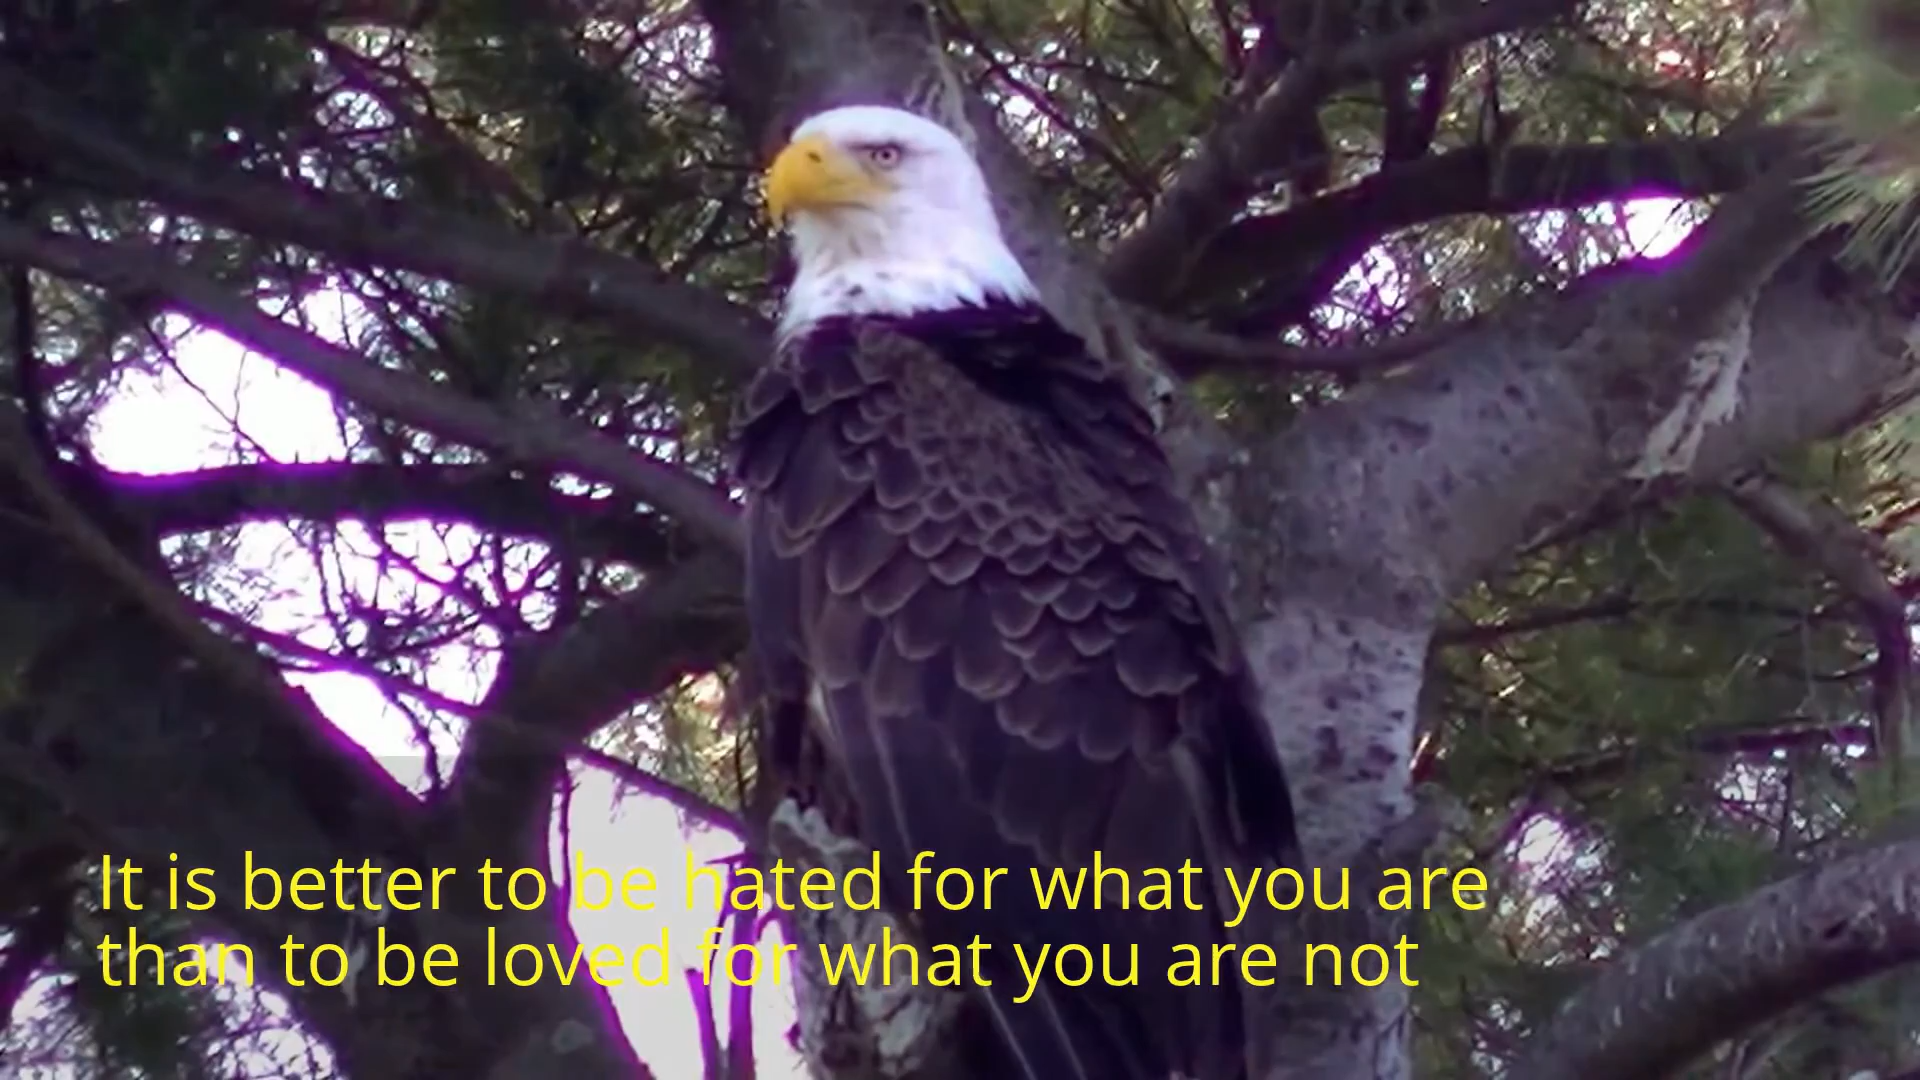 It is better to be hated for what you are
than to be loved for what you are not